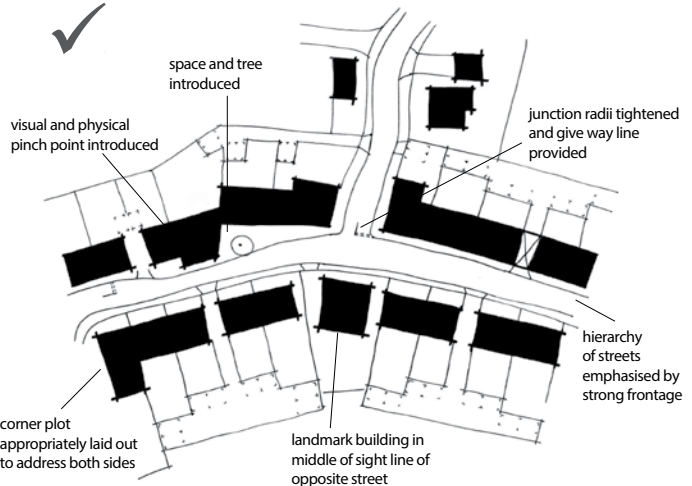 space and tree
introduced
visual and physical
pinch point introduced
junction radii tightened
and give way line
provided
hierarchy
of streets
emphasised by
strong frontage
corner plot
appropriately laid out
to address both sides
landmark building in
middle of sight line of
opposite street